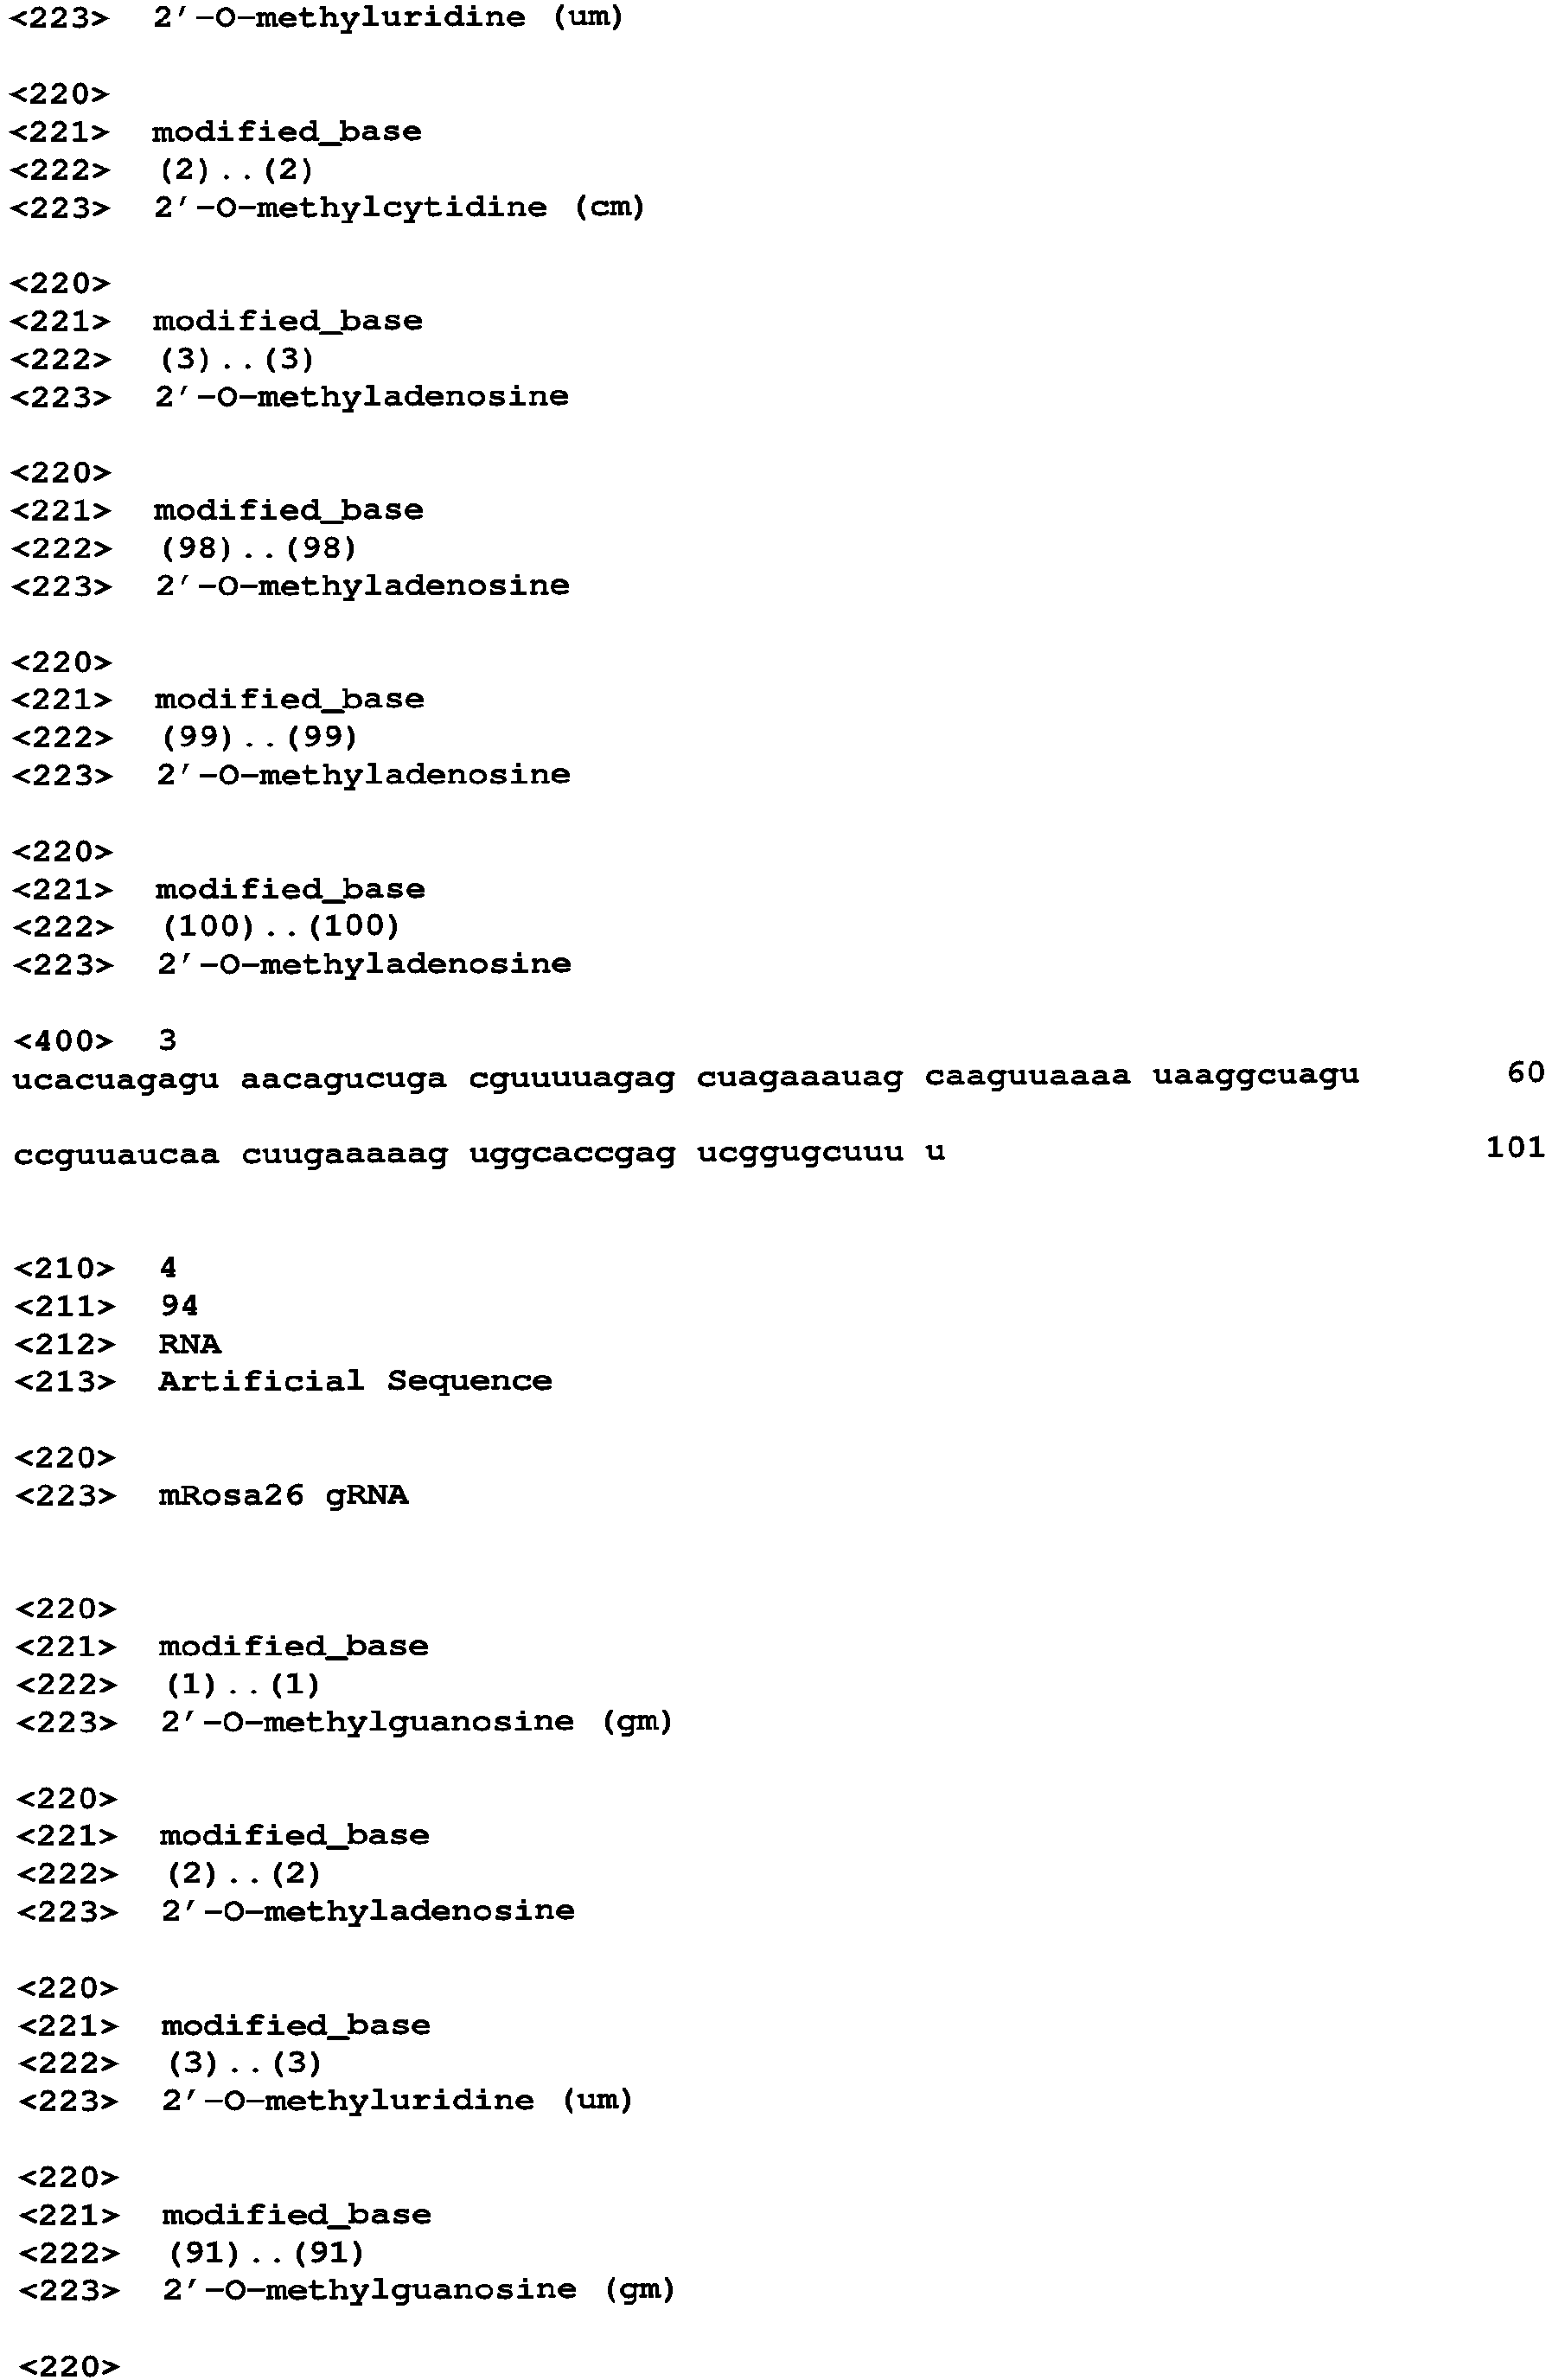 <223> 2'-O-methyluridine (um)
<220>
<221> modified_base
<222> (2)..(2)
<223> 2'-O-methylcytidine (cm)
<220>
<221> modified_base
<222> (3)..(3)
<223> 2'-O-methyladenosine
<220>
<221> modified_base
<222> (98)..(98)
<223> 2'-O-methyladenosine
<220>
<221> modified_base
<222> (99)..(99)
<223> 2'-O-methyladenosine
<220>
<221> modified_base
<222> (100)..(100)
<223> 2'-O-methyladenosine
<400> 3
ucacuagagu aacagucuga cguuuuagag cuagaaauag caaguuaaaa uaaggcuagu 60
ccguuaucaa cuugaaaaag uggcaccgag ucggugcuuu u 101
<210> 4
<211> 94
<212> RNA
<213> Artificial Sequence
<220>
<223> mRosa26 gRNA
<220>
<221> modified_base
<222> (1)..(1)
<223> 2'-O-methylguanosine (gm)
<220>
<221> modified_base
<222> (2)..(2)
<223> 2'-O-methyladenosine
<220>
<221> modified_base
<222> (3)..(3)
<223> 2'-O-methyluridine (um)
<220>
<221> modified_base
<222> (91)..(91)
<223> 2'-O-methylguanosine (gm)
<220>